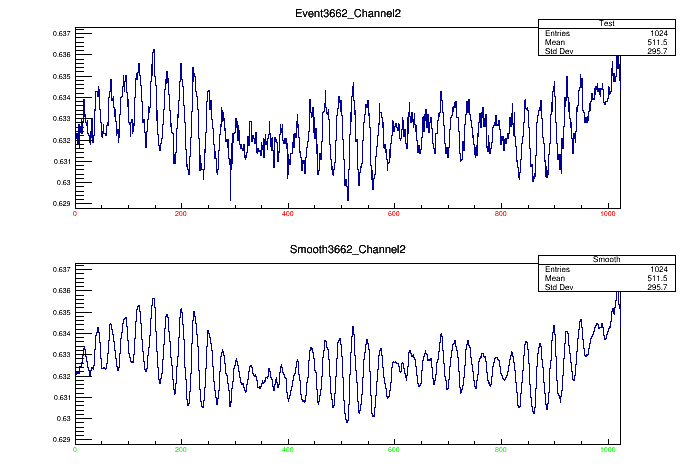 Event3662_Channel2
Test
Entries 1024
Mean 511.5
Std Dev 295.7
0.637
0.636
0.635
0.634
0.633
0.632
0.631
0.63
0.629
0 200 400 600 800 1000
Smooth3662_Channel2
Smooth
Entries 1024
Mean 511.5
Std Dev 295.7
0.637
0.636
0.635
0.634
0.633
0.632
0.631
0.63
0.629
0 200 400 600 800 1000